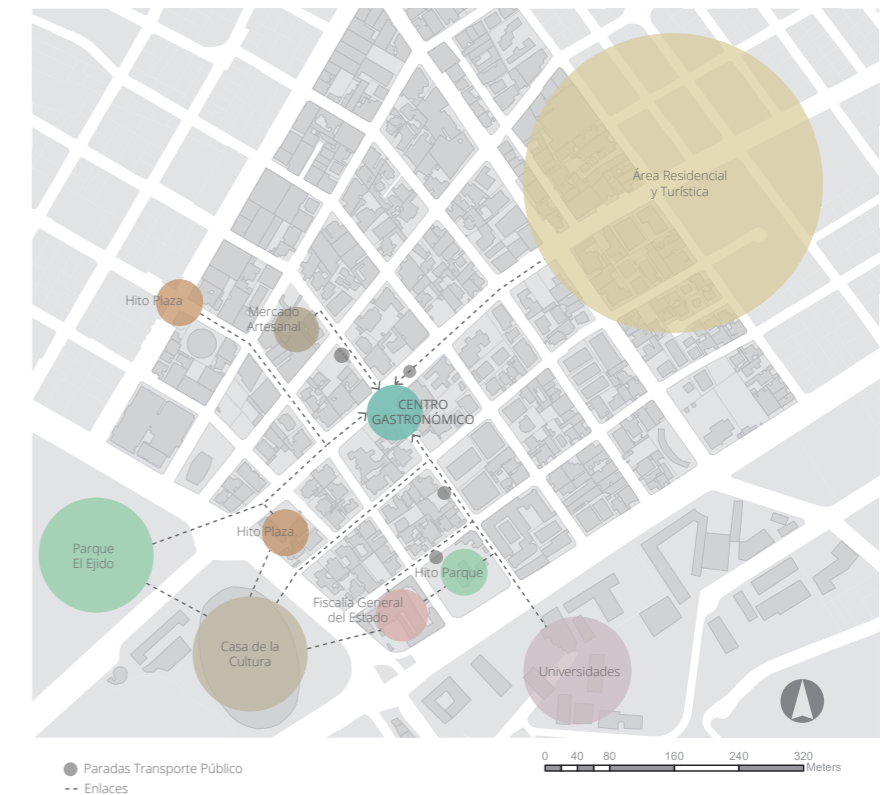 Área Residencial
y Turística
Hito Plaza
Mercado
Artesanal
CENTRO
GASTRONÓMICO
Hito Plaza
Parque
El Ejido
Hito Parque
Fiscalía General
del Estado
Casa de la
Cultura
Universidades
Paradas Transporte Público
Enlaces
0 40 80 160 240 320
Meters